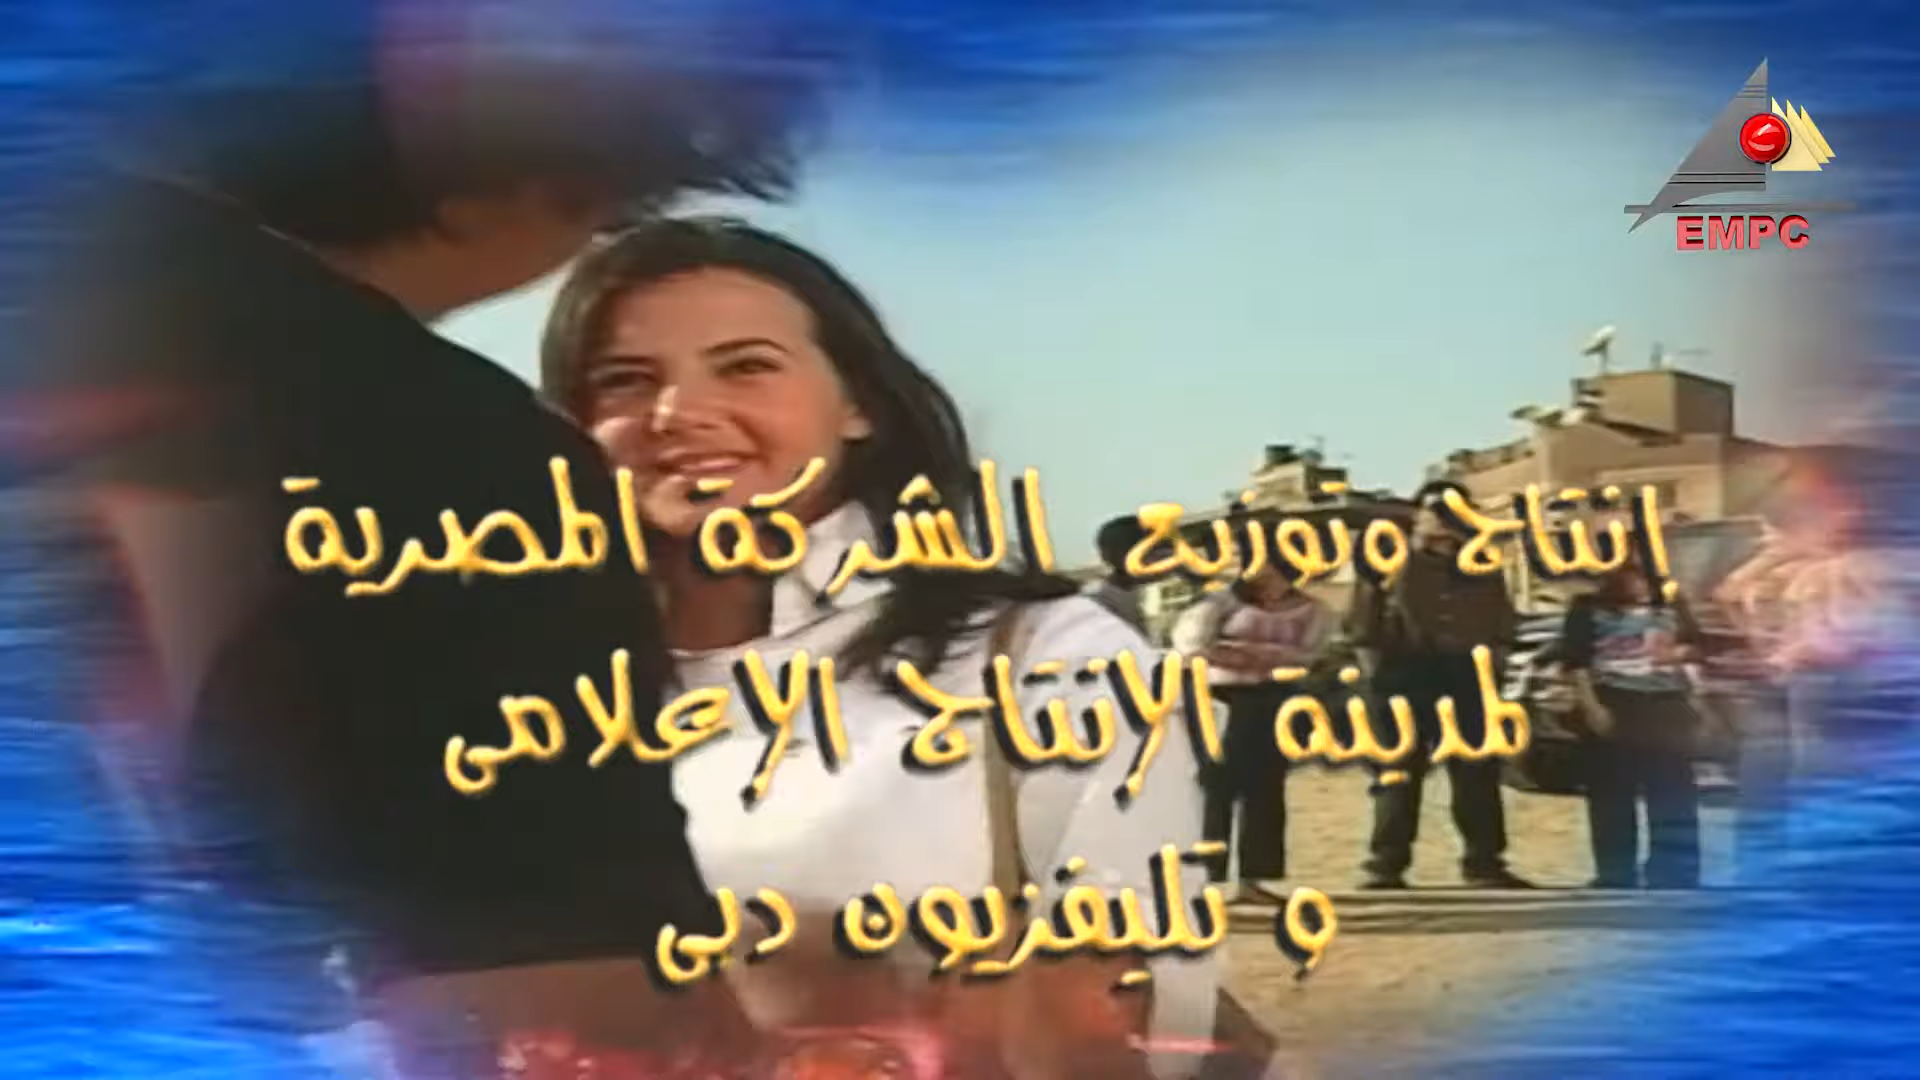 EMPC
إنتاج وتوزيع الشركة المصرية
لمدينة الإنتاج الإعلامى
و تليفزيون دبى